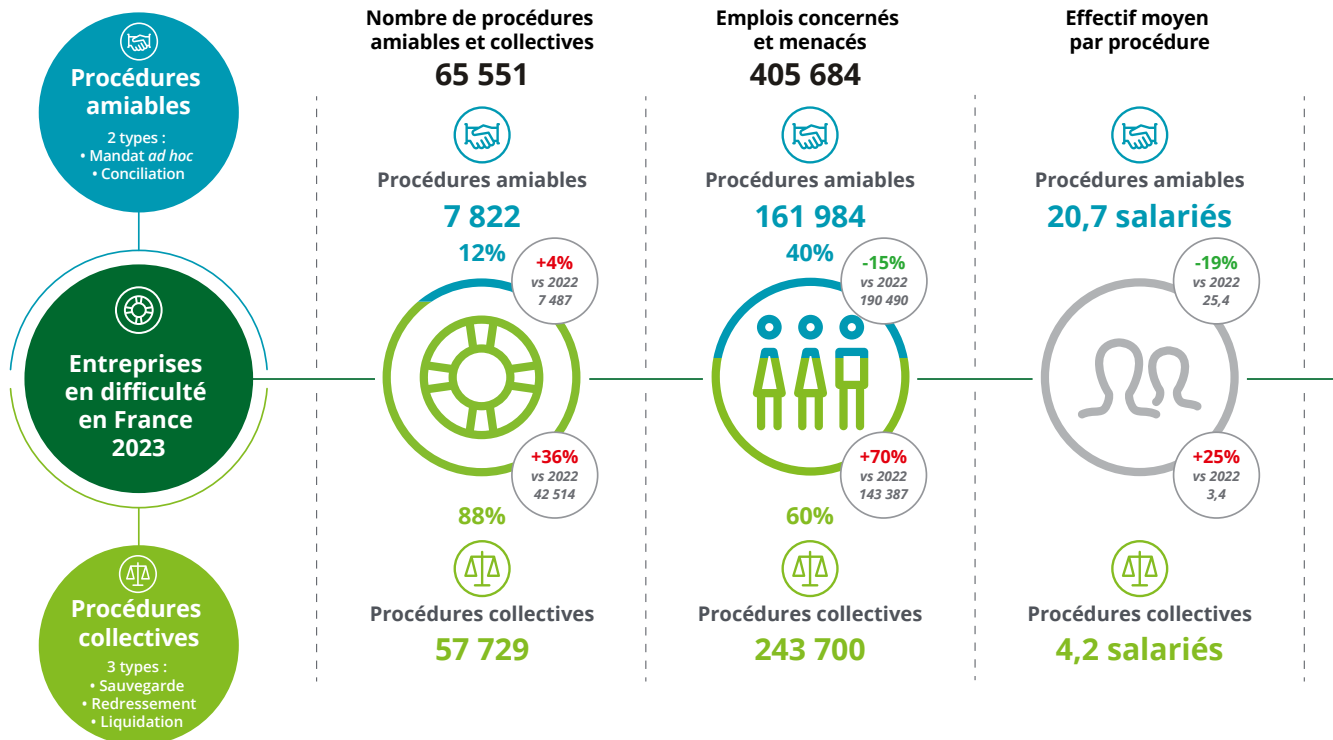 Procédures
amiables
2 types :
• Mandat ad hoc
• Conciliation
Entreprises
en difficulté
en France
2023
Procédures
collectives
3 types :
• Sauvegarde
• Redressement
• Liquidation
Nombre de procédures
amiables et collectives
65 551
Procédures amiables
7 822
12%
+4%
vs 2022
7 487
+36%
vs 2022
42 514
88%
Procédures collectives
57 729
Emplois concernés
et menacés
405 684
Procédures amiables
161 984
40%
-15%
vs 2022
190 490
+70%
vs 2022
143 387
60%
Procédures collectives
243 700
Effectif moyen
par procédure
Procédures amiables
20,7 salariés
-19%
vs 2022
25,4
+25%
vs 2022
3,4
Procédures collectives
4,2 salariés